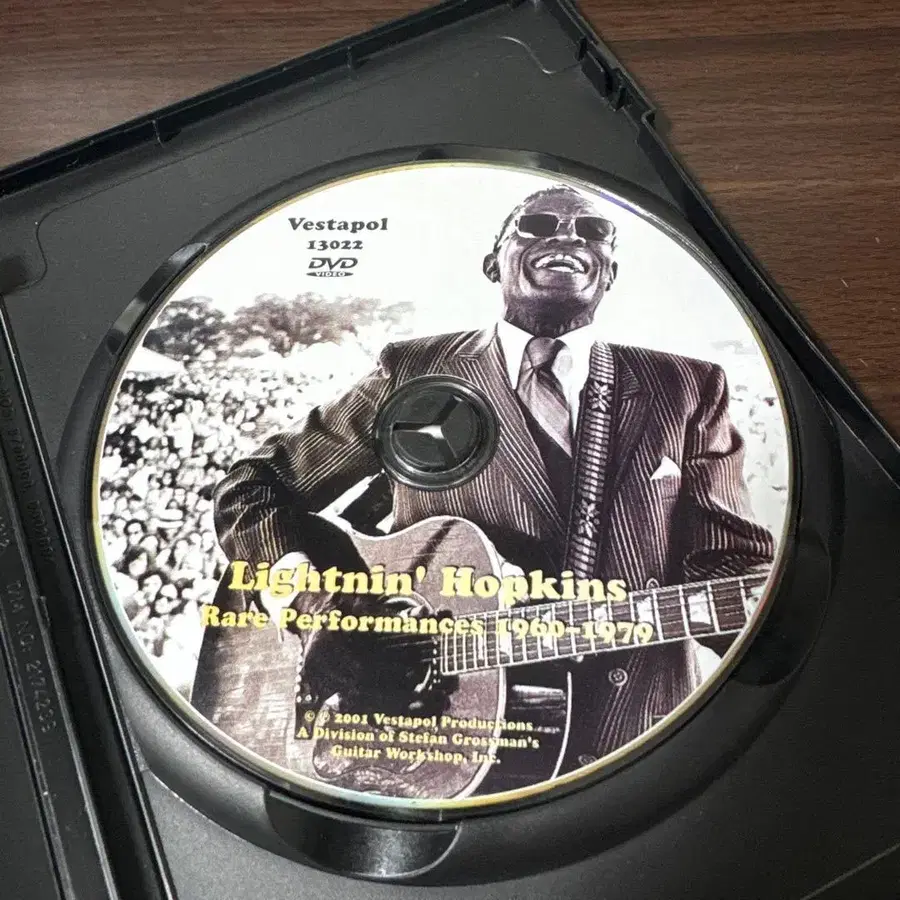 Vestapol
13022
DVD
VIDEO
Lightnin' Hopkins
Rare Performances 1960-1979
© ℗ 2001 Vestapol Productions
A Division of Stefan Grossman's
Guitar Workshop, Inc.